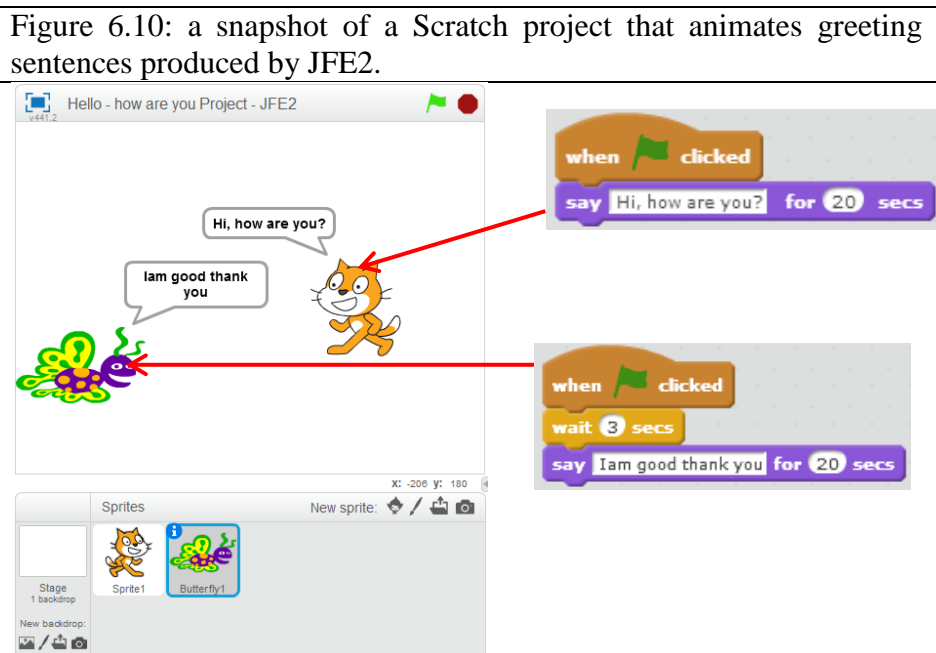 Figure 6.10: a snapshot of a Scratch project that animates greeting
sentences produced by JFE2.
Hello - how are you Project - JFE2
v441.2
Hi, how are you?
Iam good thank
you
when clicked
say Hi, how are you? for 20 secs
when clicked
wait 3 secs
say Iam good thank you for 20 secs
X: -206 y: 180
Sprites
New sprite:
Stage
1 backdrop
Sprite1
Butterfly1
New backdrop: